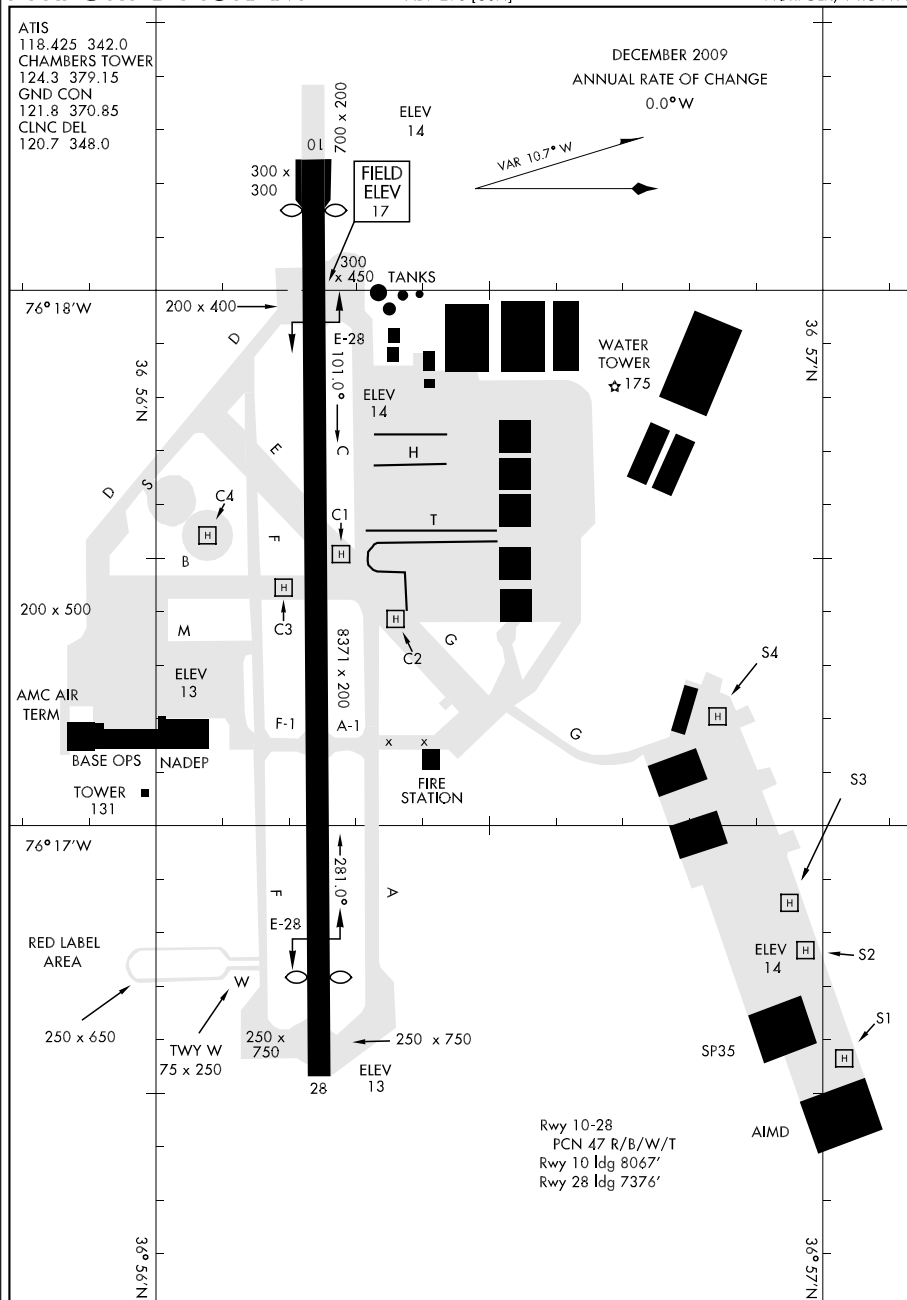 ATIS
118.425 342.0
CHAMBERS TOWER
124.3 379.15
GND CON
121.8 370.85
CLNC DEL
120.7 348.0
DECEMBER 2009
ANNUAL RATE OF CHANGE
0.0° W
VAR 10.7° W
ELEV
14
700 x 200
10
300 x
300
FIELD
ELEV
17
300
x 450
TANKS
76° 18'W
200 x 400
D
E-28
36 56'N
36 57'N
WATER
TOWER
175
101.0°
ELEV
14
E
C
H
D
S
C4
H
C1
H
T
F
B
H
C3
200 x 500
M
H
C2
G
8371 x 200
ELEV
13
S4
H
AMC AIR
TERM
F-1
A-1
G
x x
BASE OPS
NADEP
FIRE
STATION
TOWER
131
S3
76° 17'W
281.0°
F
A
H
E-28
RED LABEL
AREA
ELEV
14
H
S2
W
250 x 650
TWY W
75 x 250
250 x
750
250 x 750
S1
H
SP35
28
ELEV
13
AIMD
Rwy 10-28
PCN 47 R/B/W/T
Rwy 10 ldg 8067'
Rwy 28 ldg 7376'
36° 56'N
36° 57'N